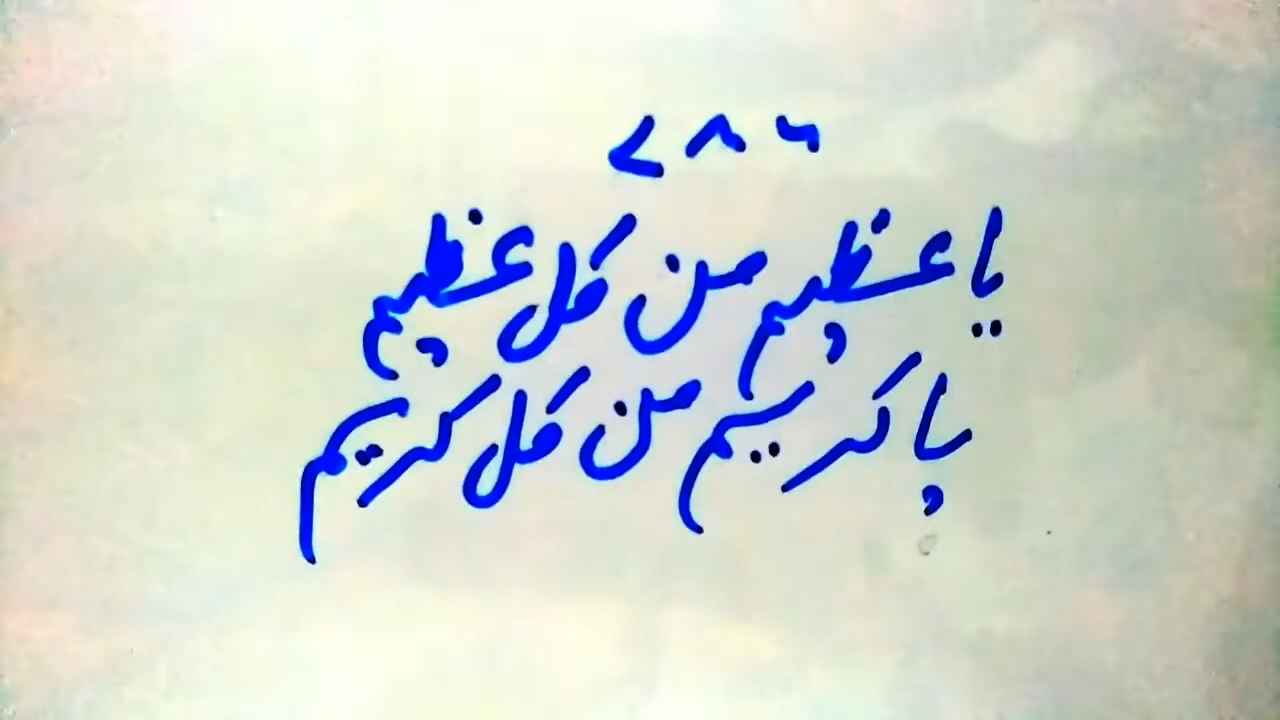 ۷۸۶
یا عظیم من کل عظیم
یا کریم من کل کریم